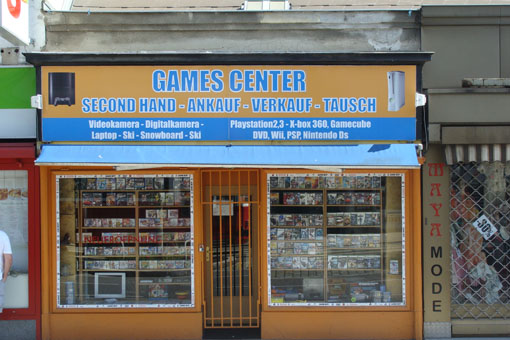 GAMES CENTER
SECOND HAND - ANKAUF - VERKAUF - TAUSCH
Videokamera - Digitalkamera -
Laptop - Ski - Snowboard - Ski
Playstation2,3 - X-box 360, Gamecube
DVD, Wii, PSP, Nintendo Ds
MAYA MODE